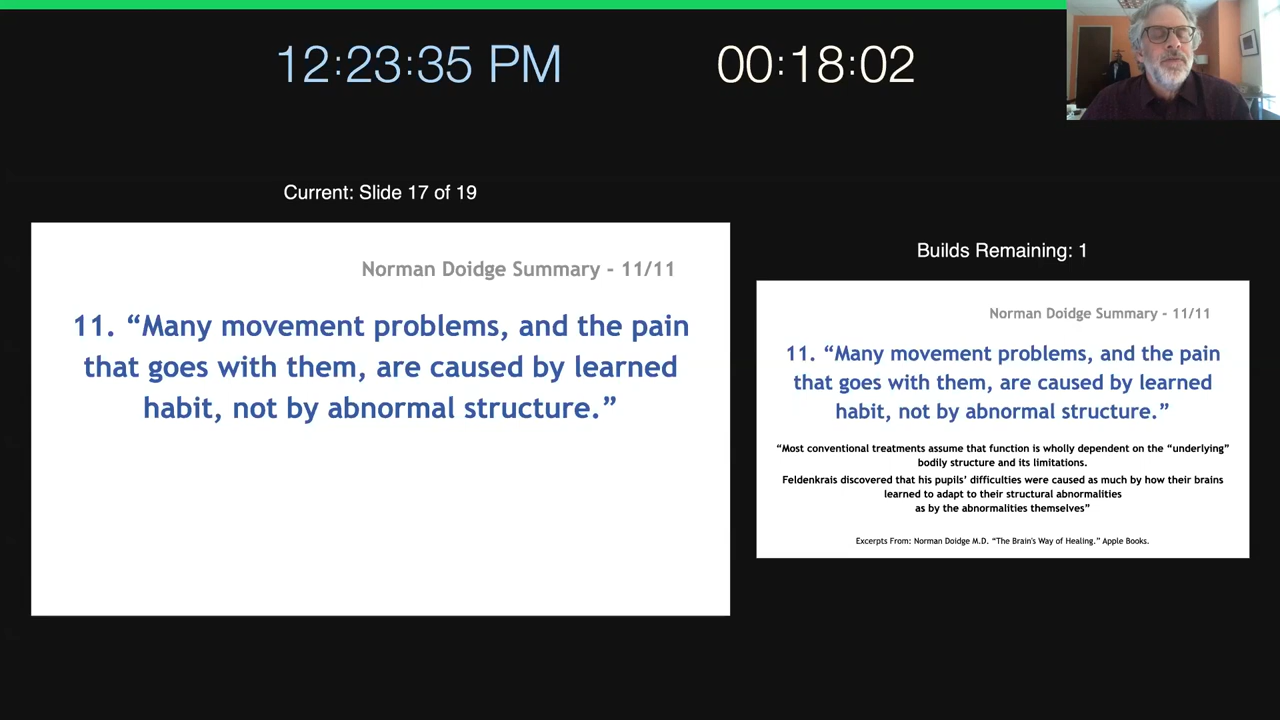 12:23:35 PM
00:18:02
Current: Slide 17 of 19
Norman Doidge Summary - 11/11
11. “Many movement problems, and the pain
that goes with them, are caused by learned
habit, not by abnormal structure.”
Builds Remaining: 1
Norman Doidge Summary - 11/11
11. “Many movement problems, and the pain
that goes with them, are caused by learned
habit, not by abnormal structure.”
“Most conventional treatments assume that function is wholly dependent on the “underlying”
bodily structure and its limitations.
Feldenkrais discovered that his pupils’ difficulties were caused as much by how their brains
learned to adapt to their structural abnormalities
as by the abnormalities themselves”
Excerpts From: Norman Doidge M.D. “The Brain's Way of Healing.” Apple Books.